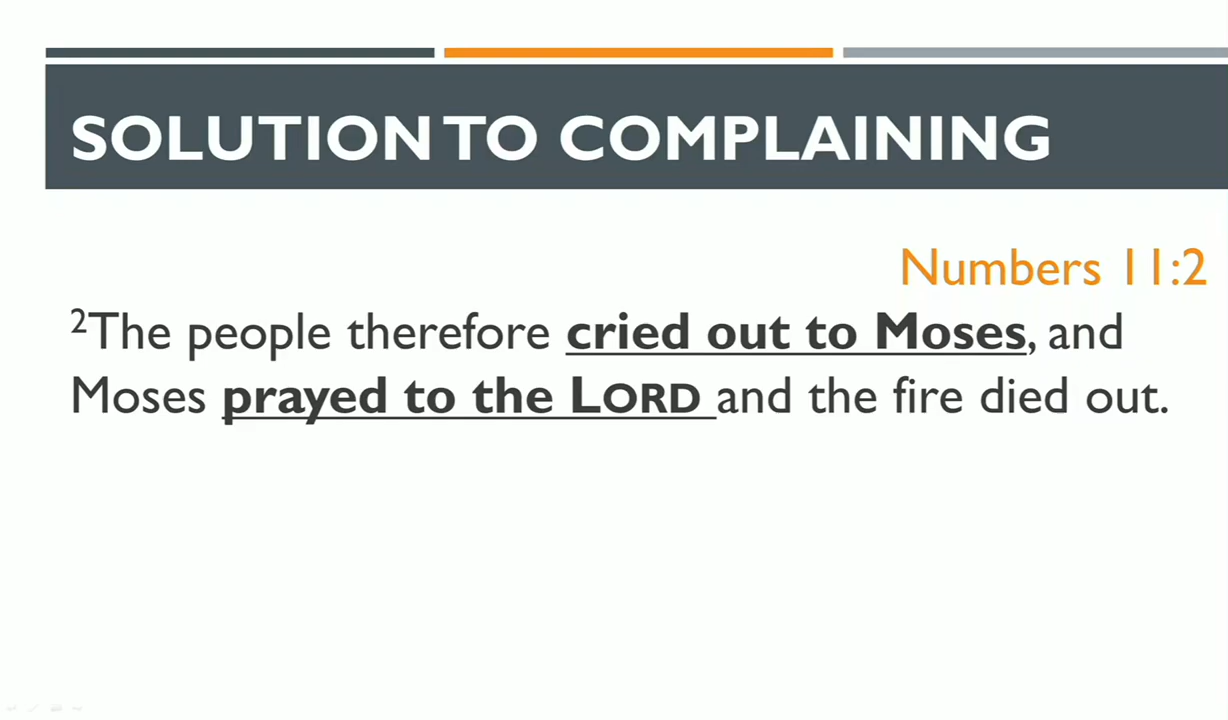 SOLUTION TO COMPLAINING
Numbers 11:2
²The people therefore cried out to Moses, and
Moses prayed to the LORD and the fire died out.